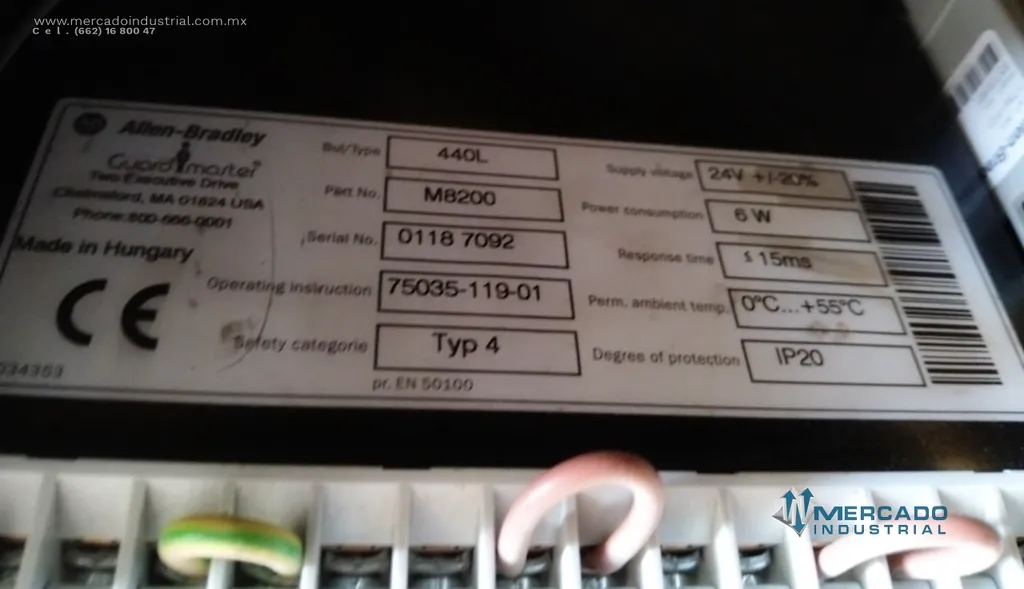 www.mercadoindustrial.com.mx
Cel. (662) 16 800 47
Allen-Bradley
Guardmaster®
Two Executive Drive
Chelmsford, MA 01824 USA
Phone:800-666-0001
Made in Hungary
CE
034353
Bul/Type 440L
Part No. M8200
Serial No. 0118 7092
Operating instruction 75035-119-01
Safety categorie Typ 4
pr. EN 50100
Supply voltage 24V +/-20%
Power consumption 6 W
Response time ≤ 15ms
Perm. ambient temp. 0°C...+55°C
Degree of protection IP20
MERCADO
INDUSTRIAL